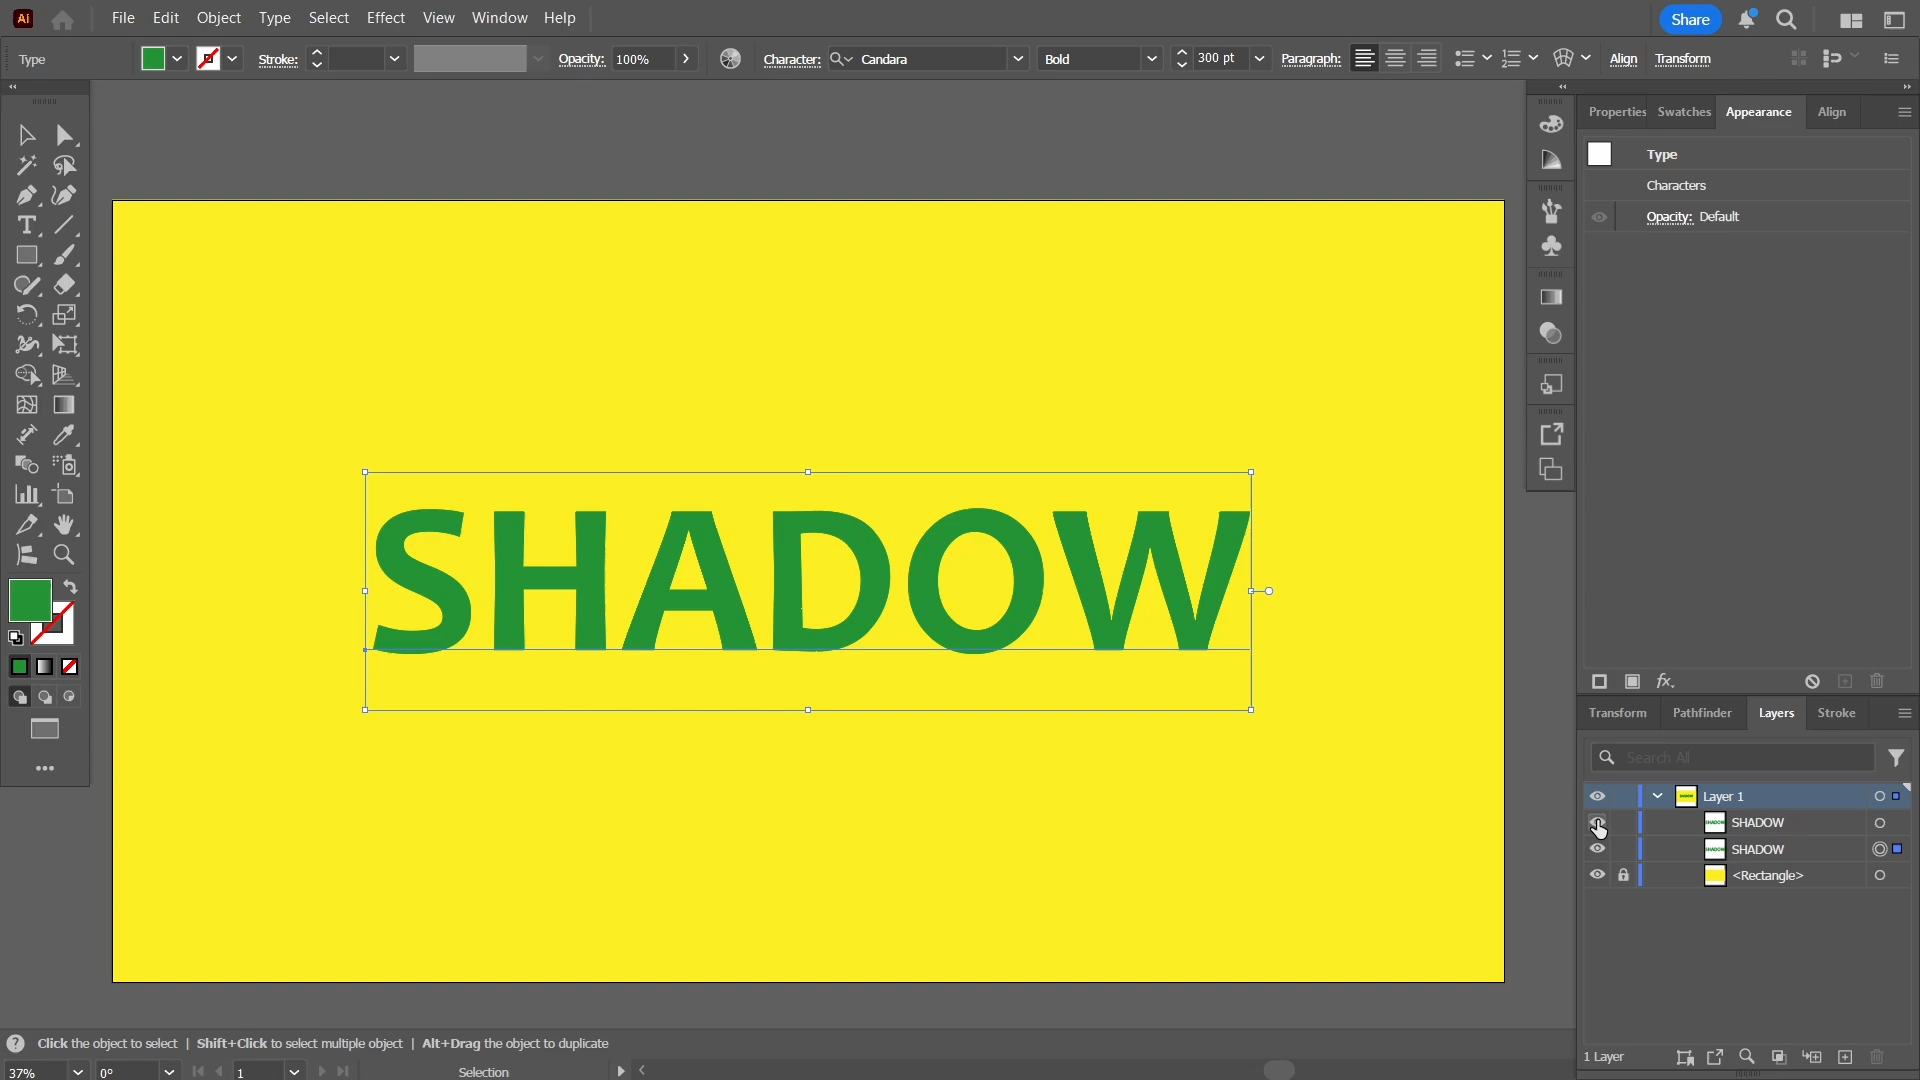 Ai File Edit Object Type Select Effect View Window Help Share
Type Stroke: Opacity: 100% Character: Candara Bold 300 pt Paragraph: Align Transform
Properties Swatches Appearance Align
Type
Characters
Opacity: Default
SHADOW
fx.
Transform Pathfinder Layers Stroke
Search All
Layer 1
SHADOW
SHADOW
<Rectangle>
Click the object to select | Shift+Click to select multiple object | Alt+Drag the object to duplicate
1 Layer
37% 0° 1 Selection